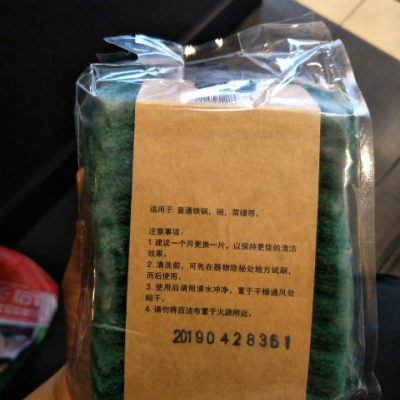 适用于 普通铁锅，碗，菜碟等。
注意事项：
1 建议一个月更换一片，以保持更佳的清洁
效果。
2. 清洗前，可先在器物隐秘处地方试刷，
而后使用。
3. 使用后请用清水冲净，置于干燥通风处
晾干。
4. 请勿将百洁布置于火源附近。
20190428361